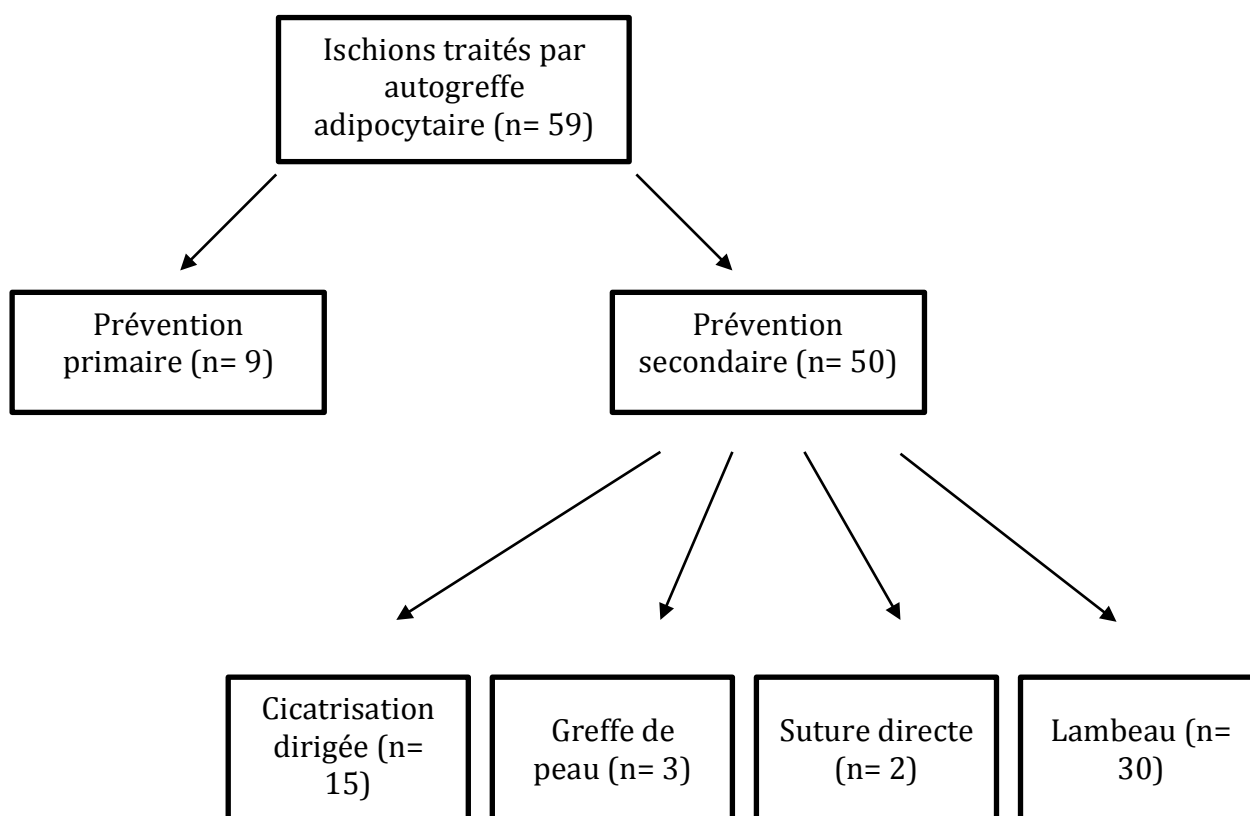 Ischions traités par
autogreffe
adipocytaire (n= 59)
Prévention
primaire (n= 9)
Prévention
secondaire (n= 50)
Cicatrisation
dirigée (n=
15)
Greffe de
peau (n= 3)
Suture directe
(n= 2)
Lambeau (n=
30)